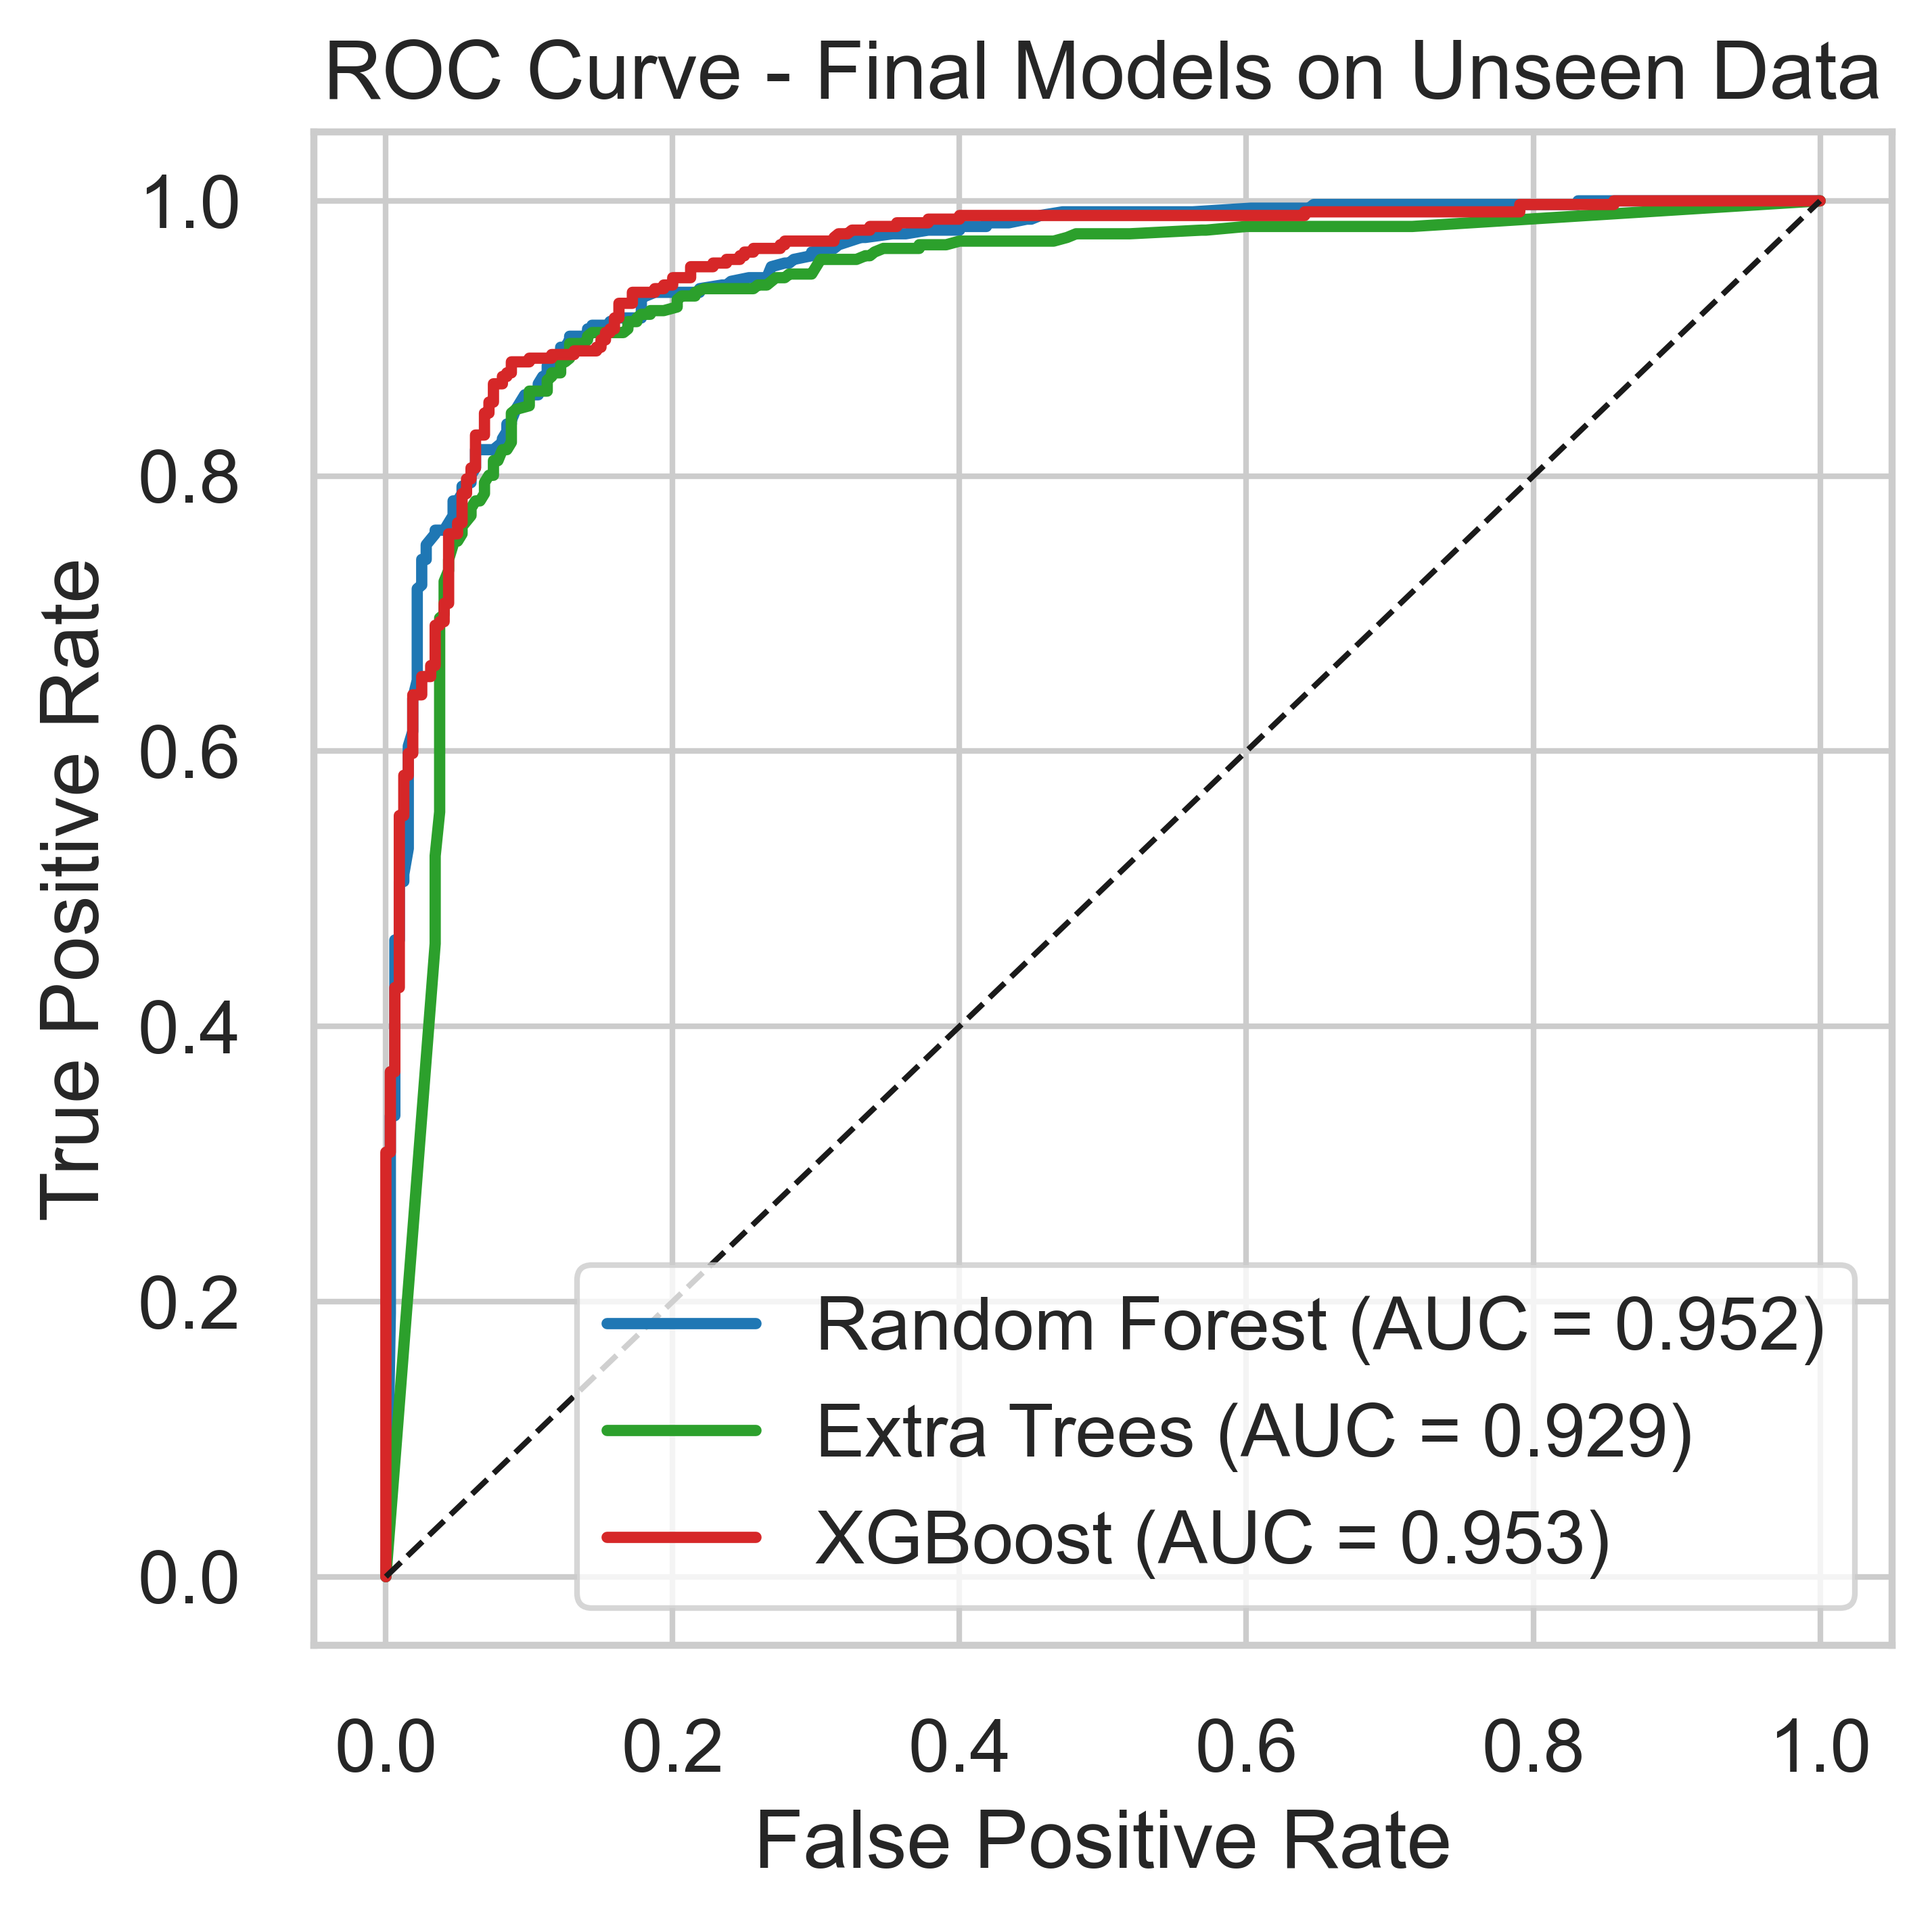 ROC Curve - Final Models on Unseen Data
True Positive Rate
1.0
0.8
0.6
0.4
0.2
0.0
Random Forest (AUC = 0.952)
Extra Trees (AUC = 0.929)
XGBoost (AUC = 0.953)
0.0 0.2 0.4 0.6 0.8 1.0
False Positive Rate